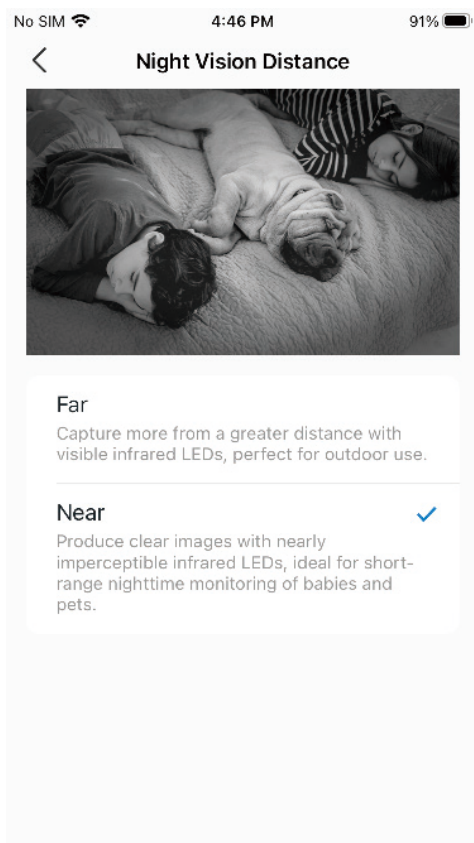 No SIM 4:46 PM 91%
Night Vision Distance
Far
Capture more from a greater distance with
visible infrared LEDs, perfect for outdoor use.
Near
Produce clear images with nearly
imperceptible infrared LEDs, ideal for short-
range nighttime monitoring of babies and
pets.